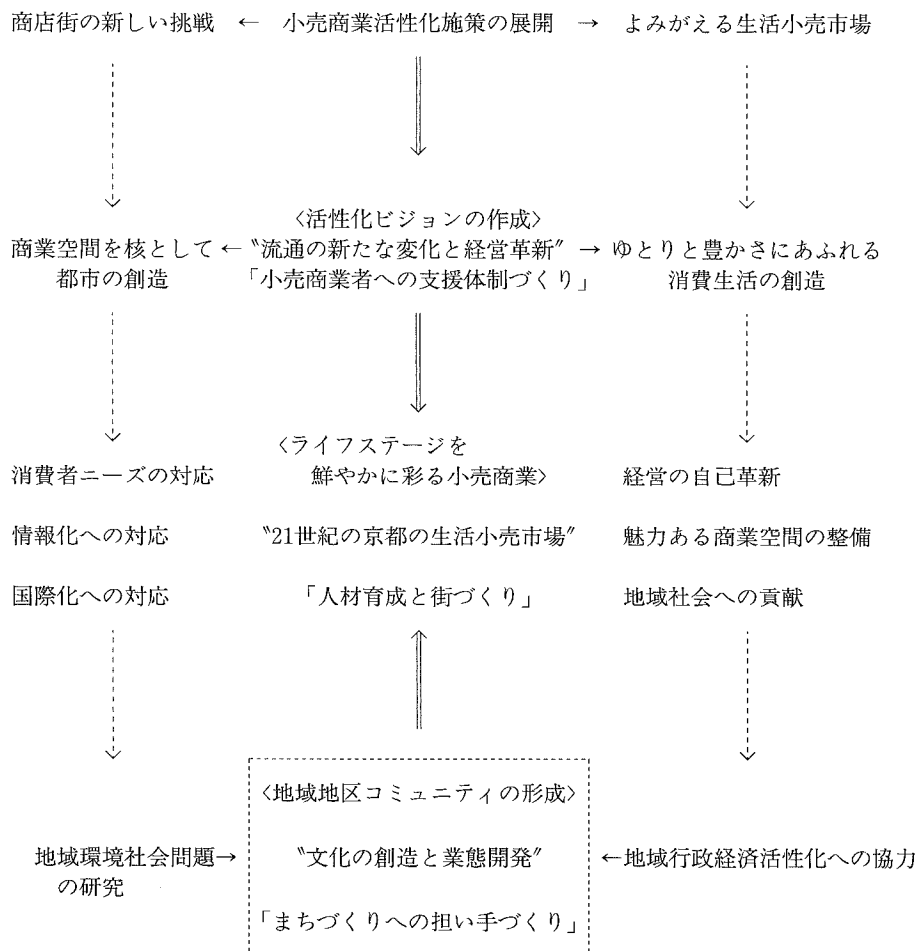 商店街の新しい挑戦 ← 小売商業活性化施策の展開 → よみがえる生活小売市場
〈活性化ビジョンの作成〉
商業空間を核として ← 〝流通の新たな変化と経営革新〞 → ゆとりと豊かさにあふれる
都市の創造 「小売商業者への支援体制づくり」 消費生活の創造
〈ライフステージを
消費者ニーズの対応 鮮やかに彩る小売商業〉 経営の自己革新
情報化への対応 〝21世紀の京都の生活小売市場〞 魅力ある商業空間の整備
国際化への対応 「人材育成と街づくり」 地域社会への貢献
〈地域地区コミュニティの形成〉
地域環境社会問題→ 〝文化の創造と業態開発〞 ←地域行政経済活性化への協力
の研究
「まちづくりへの担い手づくり」